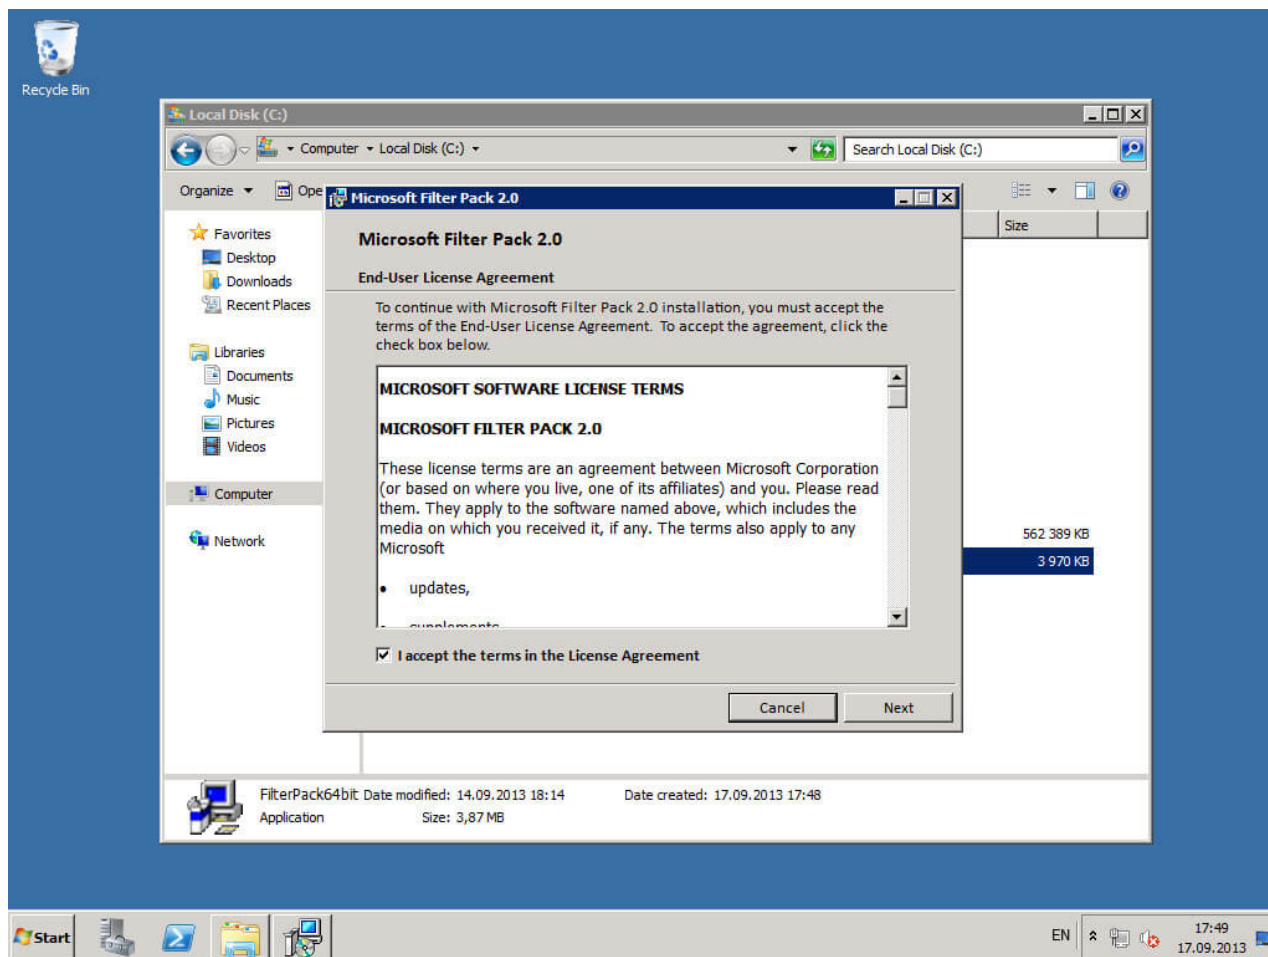 Recycle Bin
Local Disk (C:)
Computer Local Disk (C:)
Search Local Disk (C:)
Organize
Ope
Size
Favorites
Desktop
Downloads
Recent Places
Libraries
Documents
Music
Pictures
Videos
Computer
Network
562 389 KB
3 970 KB
Microsoft Filter Pack 2.0
Microsoft Filter Pack 2.0
End-User License Agreement
To continue with Microsoft Filter Pack 2.0 installation, you must accept the
terms of the End-User License Agreement. To accept the agreement, click the
check box below.
MICROSOFT SOFTWARE LICENSE TERMS
MICROSOFT FILTER PACK 2.0
These license terms are an agreement between Microsoft Corporation
(or based on where you live, one of its affiliates) and you. Please read
them. They apply to the software named above, which includes the
media on which you received it, if any. The terms also apply to any
Microsoft
• updates,
I accept the terms in the License Agreement
Cancel
Next
FilterPack64bit Date modified: 14.09.2013 18:14 Date created: 17.09.2013 17:48
Application Size: 3,87 MB
Start
EN
17:49
17.09.2013